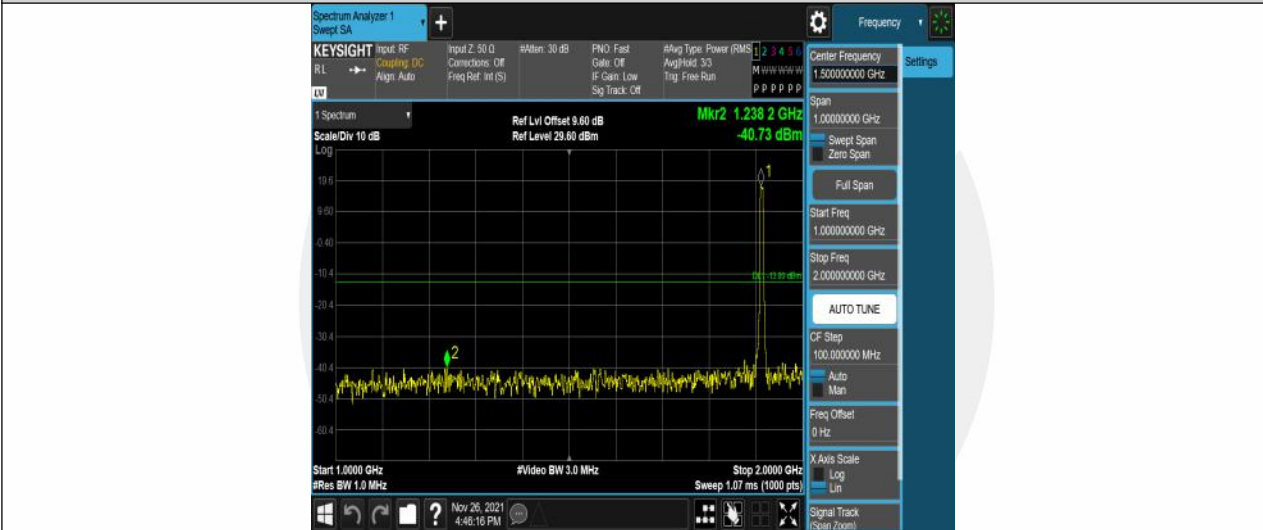 Spectrum Analyzer 1
Swept SA
+
Frequency
KEYSIGHT
RL
LV
Input: RF
Coupling: DC
Align: Auto
Input Z: 50 Ω
Corrections: Off
Freq Ref: Int (S)
#Atten: 30 dB
PNO: Fast
Gate: Off
IF Gain: Low
Sig Track: Off
#Avg Type: Power (RMS
Avg|Hold: 3/3
Trig: Free Run
1 2 3 4 5 6
M W W W W W
P P P P P P
1 Spectrum
Scale/Div 10 dB
Log
Ref Lvl Offset 9.60 dB
Ref Level 29.60 dBm
Mkr2 1.238 2 GHz
-40.73 dBm
19.6
9.60
-0.40
-10.4
-20.4
-30.4
-40.4
-50.4
-60.4
1
2
DL1 -13.00 dBm
Start 1.0000 GHz
#Res BW 1.0 MHz
#Video BW 3.0 MHz
Stop 2.0000 GHz
Sweep 1.07 ms (1000 pts)
Center Frequency
1.500000000 GHz
Settings
Span
1.00000000 GHz
Swept Span
Zero Span
Full Span
Start Freq
1.000000000 GHz
Stop Freq
2.000000000 GHz
AUTO TUNE
CF Step
100.000000 MHz
Auto
Man
Freq Offset
0 Hz
X Axis Scale
Log
Lin
Signal Track
(Span Zoom)
?
Nov 26, 2021
4:46:16 PM